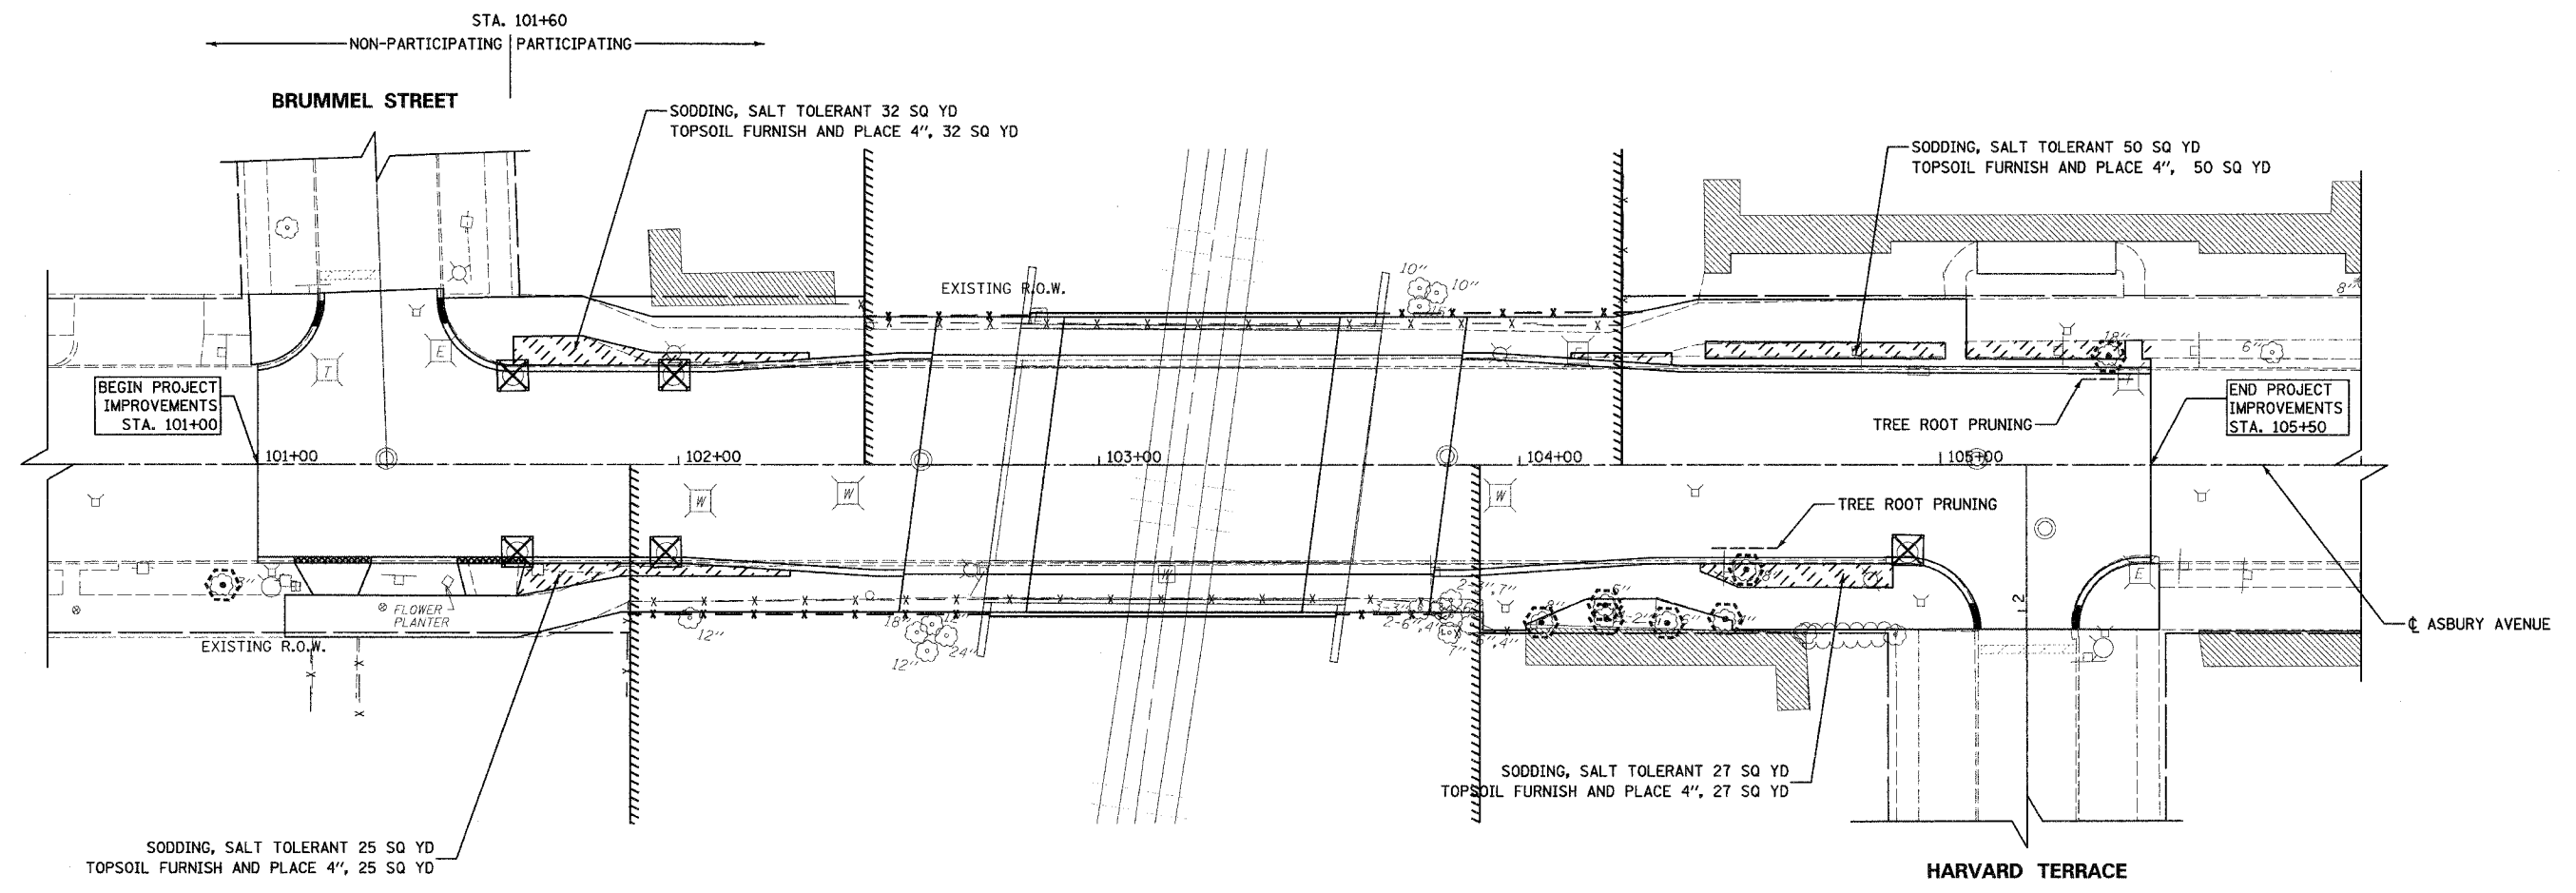 STA. 101+60
NON-PARTICIPATING PARTICIPATING
BRUMMEL STREET
SODDING, SALT TOLERANT 32 SQ YD
TOPSOIL FURNISH AND PLACE 4", 32 SQ YD
SODDING, SALT TOLERANT 50 SQ YD
TOPSOIL FURNISH AND PLACE 4", 50 SQ YD
EXISTING R.O.W.
10"
10"
8"
18"
6"
T
E
BEGIN PROJECT
IMPROVEMENTS
STA. 101+00
END PROJECT
IMPROVEMENTS
STA. 105+50
TREE ROOT PRUNING
101+00
102+00
103+00
104+00
105+00
W
W
W
TREE ROOT PRUNING
W
E
FLOWER
PLANTER
12"
18"
12"
24"
12
℄ ASBURY AVENUE
EXISTING R.O.W.
SODDING, SALT TOLERANT 27 SQ YD
TOPSOIL FURNISH AND PLACE 4", 27 SQ YD
SODDING, SALT TOLERANT 25 SQ YD
TOPSOIL FURNISH AND PLACE 4", 25 SQ YD
HARVARD TERRACE